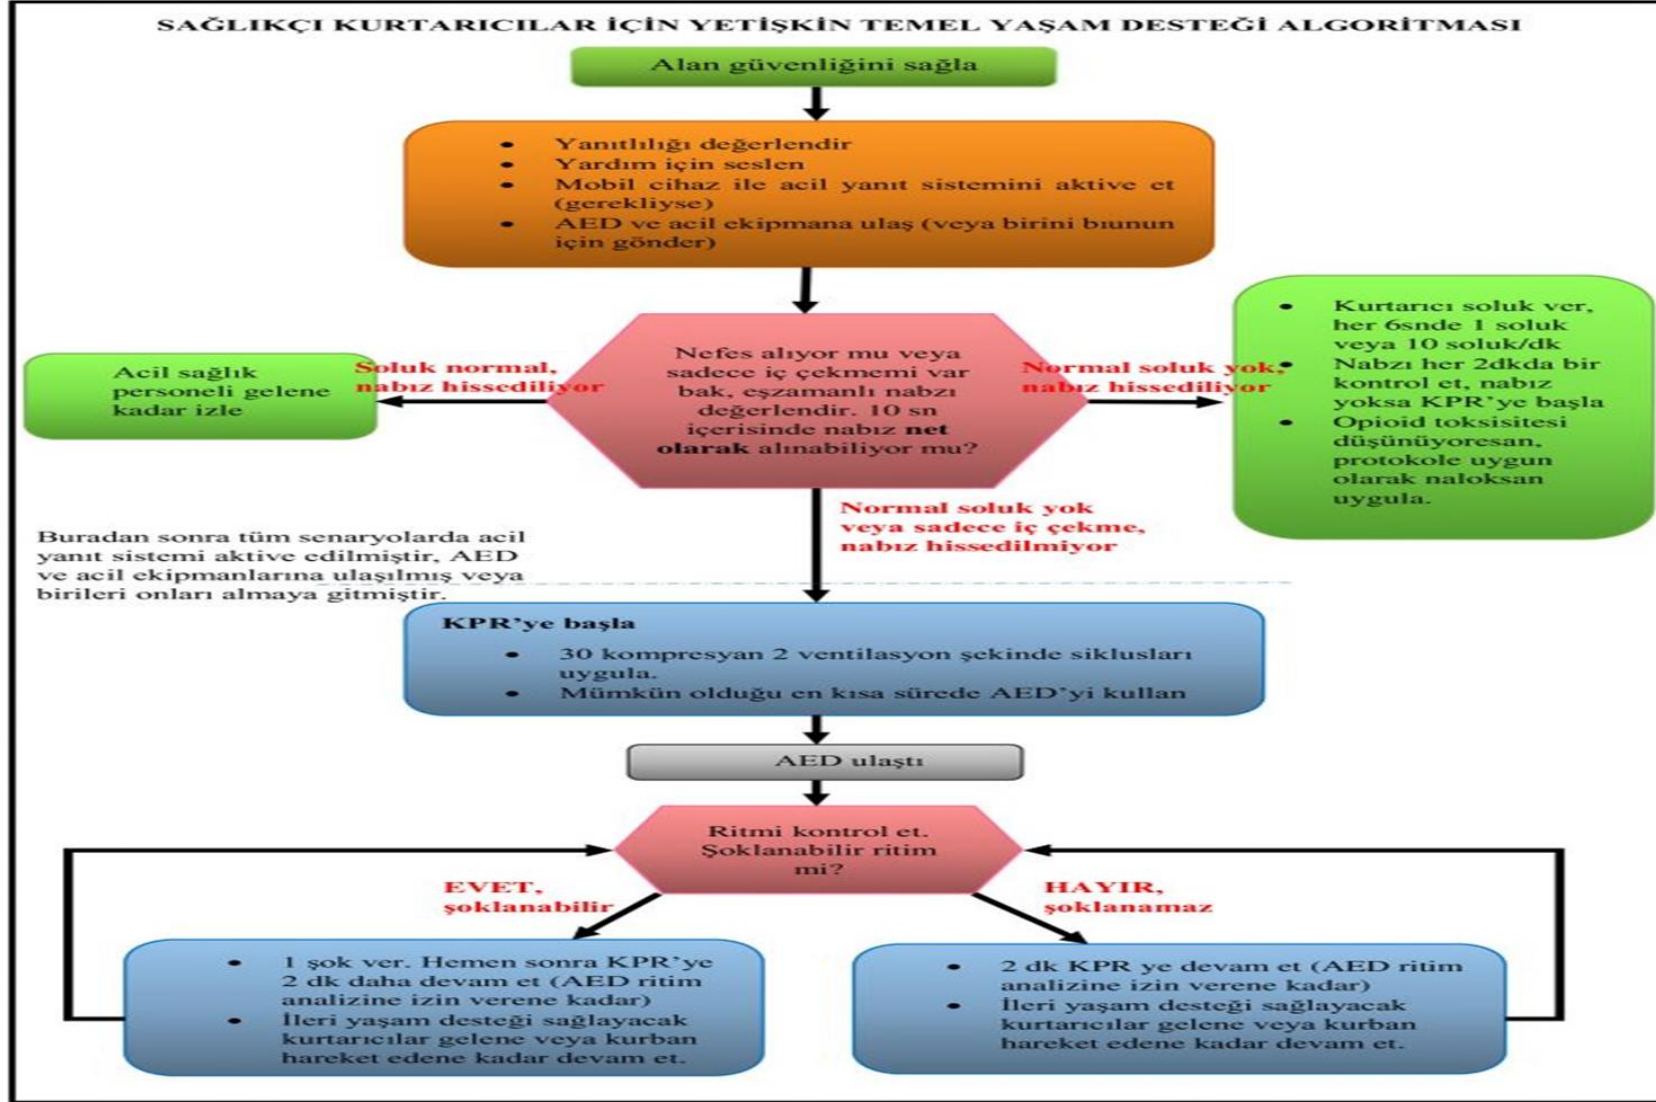 SAĞLIKÇI KURTARICILAR İÇİN YETİŞKİN TEMEL YAŞAM DESTEĞİ ALGORİTMASI
Alan güvenliğini sağla
• Yanıtlılığı değerlendir
• Yardım için seslen
• Mobil cihaz ile acil yanıt sistemini aktive et
(gerekliyse)
• AED ve acil ekipmana ulaş (veya birini bıunun
için gönder)
Nefes alıyor mu veya
sadece iç çekmemi var
bak, eşzamanlı nabzı
değerlendir. 10 sn
içerisinde nabız net
olarak alınabiliyor mu?
Soluk normal,
nabız hissediliyor
Acil sağlık
personeli gelene
kadar izle
Normal soluk yok,
nabız hissediliyor
• Kurtarıcı soluk ver,
her 6snde 1 soluk
veya 10 soluk/dk
• Nabzı her 2dkda bir
kontrol et, nabız
yoksa KPR’ye başla
• Opioid toksisitesi
düşünüyoresan,
protokole uygun
olarak naloksan
uygula.
Normal soluk yok
veya sadece iç çekme,
nabız hissedilmiyor
Buradan sonra tüm senaryolarda acil
yanıt sistemi aktive edilmiştir, AED
ve acil ekipmanlarına ulaşılmış veya
birileri onları almaya gitmiştir.
KPR’ye başla
• 30 kompresyan 2 ventilasyon şekinde siklusları
uygula.
• Mümkün olduğu en kısa sürede AED’yi kullan
AED ulaştı
Ritmi kontrol et.
Şoklanabilir ritim
mi?
EVET,
şoklanabilir
HAYIR,
şoklanamaz
• 1 şok ver. Hemen sonra KPR’ye
2 dk daha devam et (AED ritim
analizine izin verene kadar)
• İleri yaşam desteği sağlayacak
kurtarıcılar gelene veya kurban
hareket edene kadar devam et.
• 2 dk KPR ye devam et (AED ritim
analizine izin verene kadar)
• İleri yaşam desteği sağlayacak
kurtarıcılar gelene veya kurban
hareket edene kadar devam et.